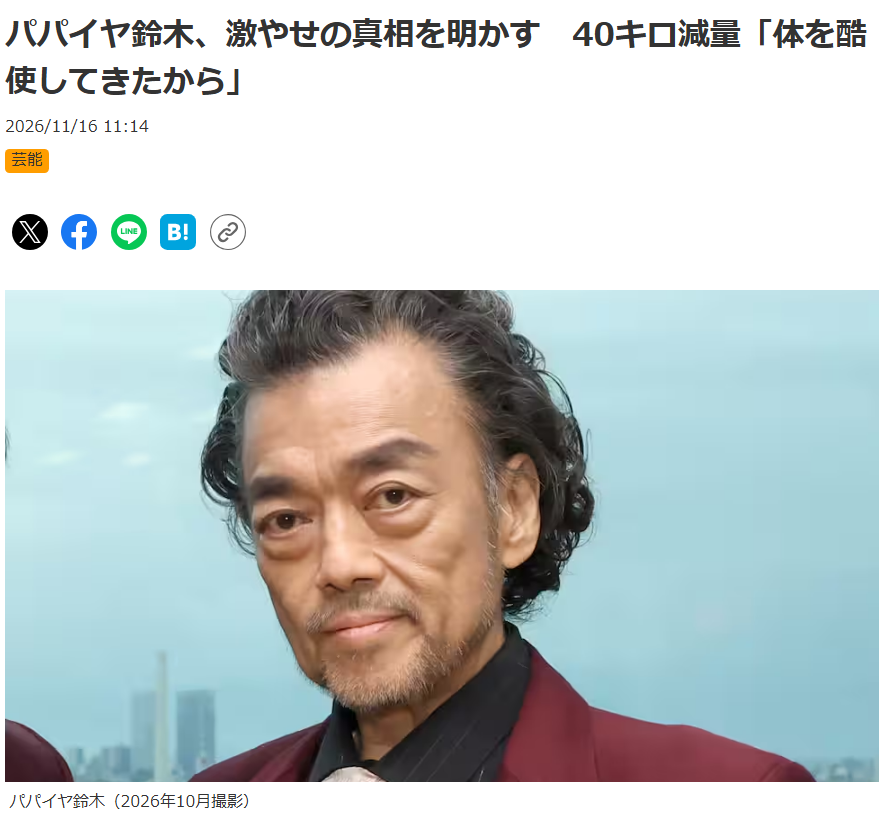 パパイヤ鈴木、激やせの真相を明かす　40キロ減量「体を酷
使してきたから」
2026/11/16 11:14
芸能
LINE B!
パパイヤ鈴木（2026年10月撮影）